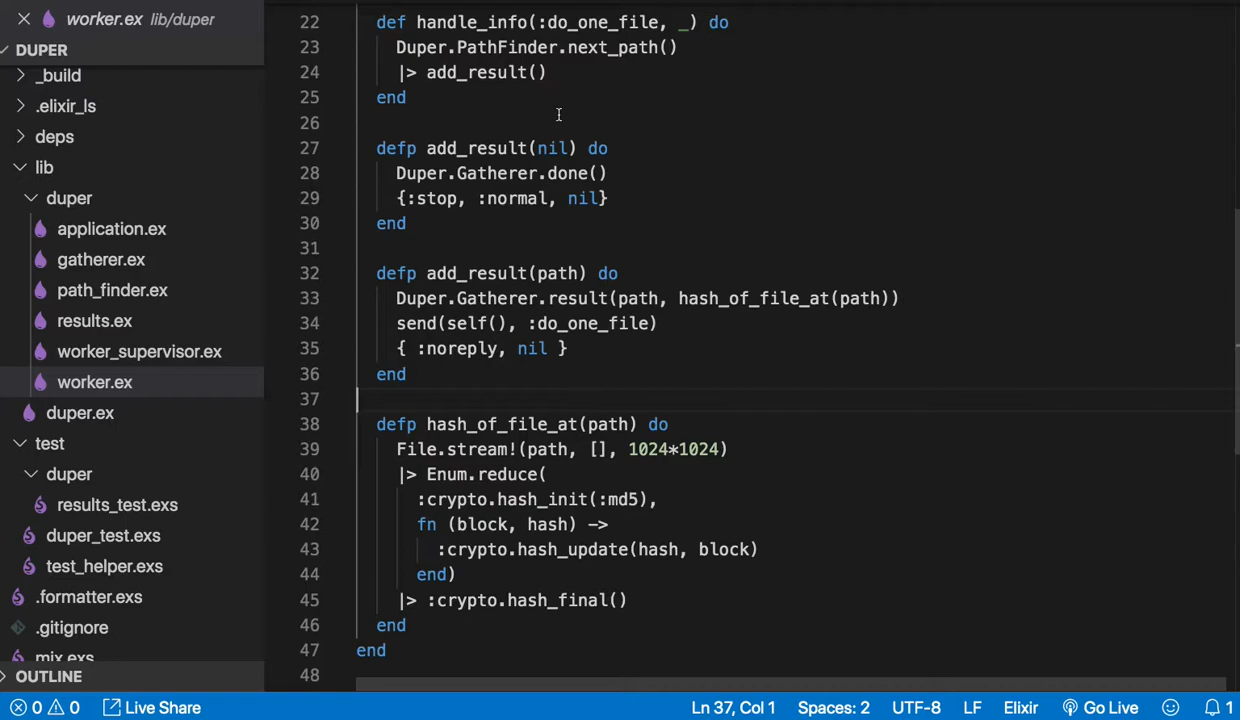 worker.ex lib/duper
DUPER
_build
.elixir_ls
deps
lib
duper
application.ex
gatherer.ex
path_finder.ex
results.ex
worker_supervisor.ex
worker.ex
duper.ex
test
duper
results_test.exs
duper_test.exs
test_helper.exs
.formatter.exs
.gitignore
mix.exs
OUTLINE
22 def handle_info(:do_one_file, _) do
23 Duper.PathFinder.next_path()
24 |> add_result()
25 end
26
27 defp add_result(nil) do
28 Duper.Gatherer.done()
29 {:stop, :normal, nil}
30 end
31
32 defp add_result(path) do
33 Duper.Gatherer.result(path, hash_of_file_at(path))
34 send(self(), :do_one_file)
35 { :noreply, nil }
36 end
37
38 defp hash_of_file_at(path) do
39 File.stream!(path, [], 1024*1024)
40 |> Enum.reduce(
41 :crypto.hash_init(:md5),
42 fn (block, hash) ->
43 :crypto.hash_update(hash, block)
44 end)
45 |> :crypto.hash_final()
46 end
47 end
48
0 0 Live Share Ln 37, Col 1 Spaces: 2 UTF-8 LF Elixir Go Live 1